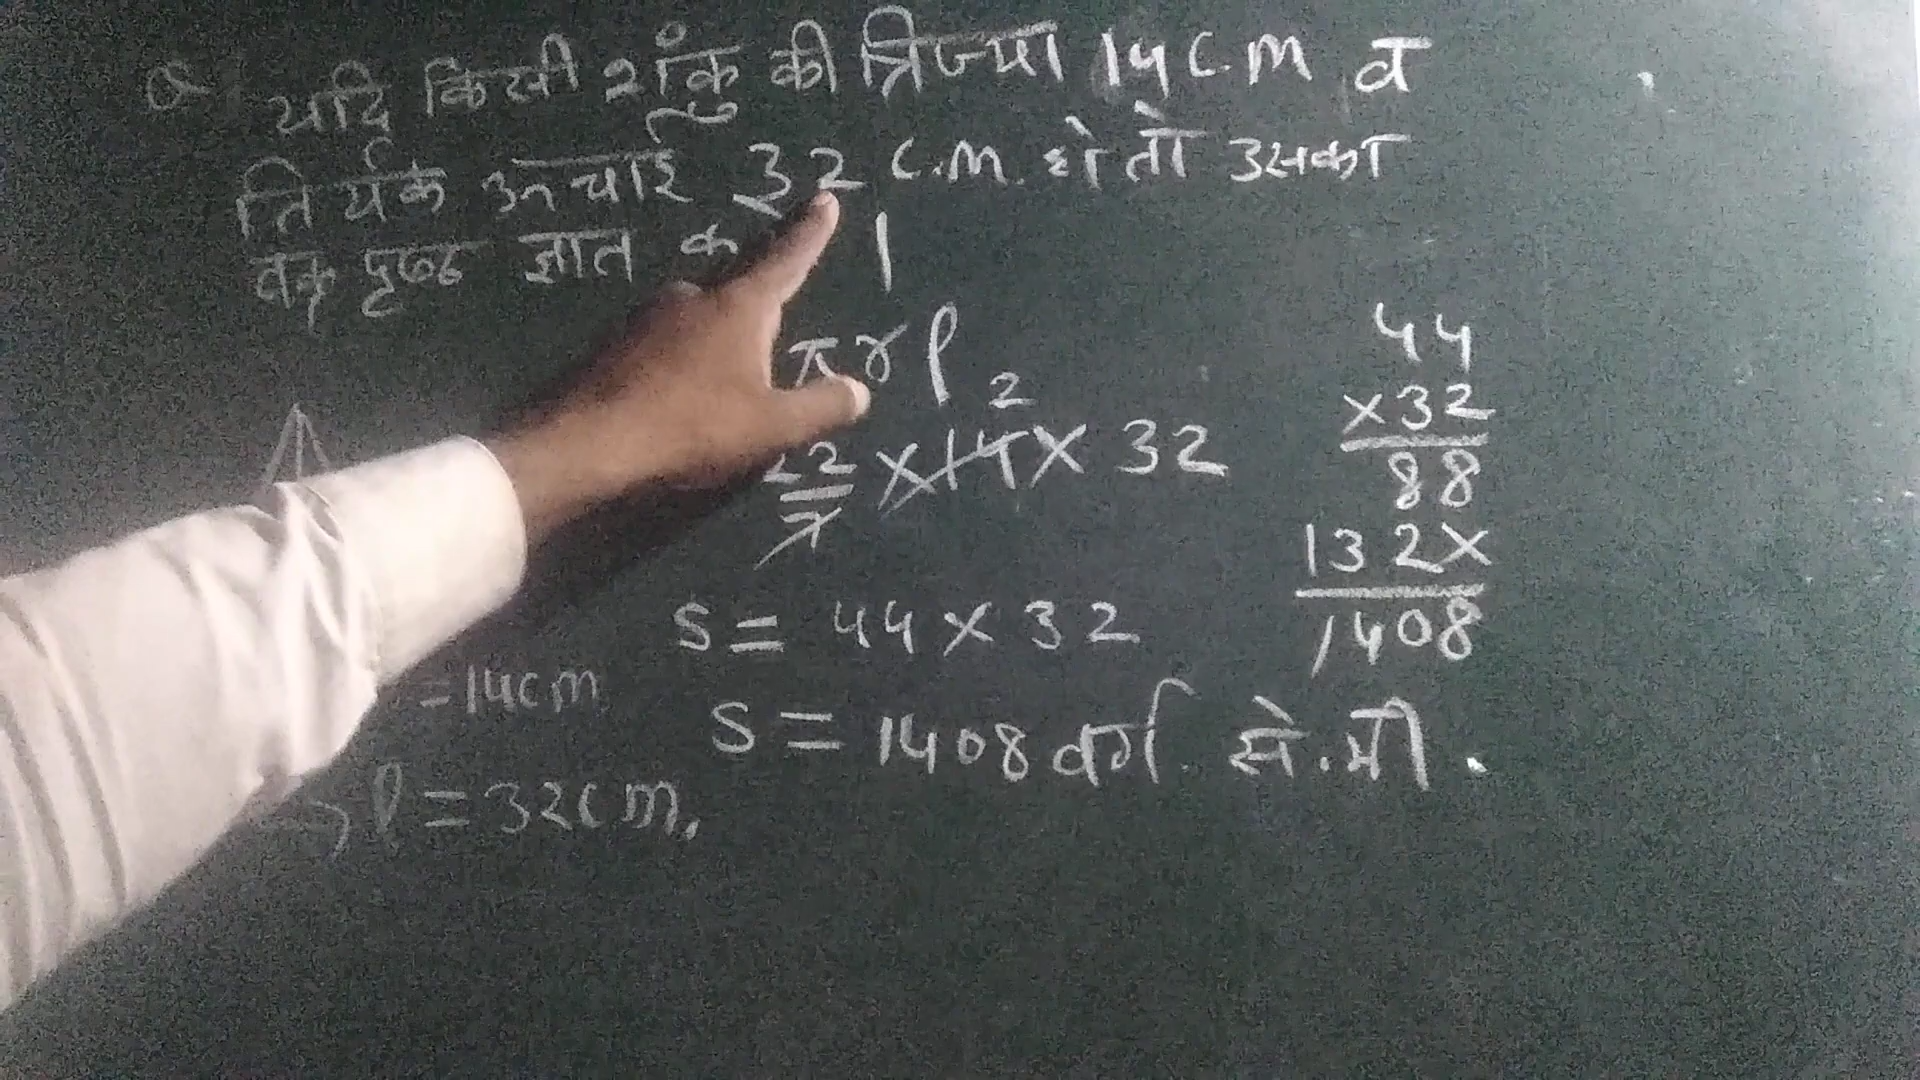 Q यदि किसी शंकु की त्रिज्या 14 C.M व
तिर्यक ऊचाई 32 C.M. हो तो उसका
वक्र पृष्ठ ज्ञात क ।
πrl
2
22 × 14 × 32
7
S = 44 × 32
S = 1408 वर्ग. से.मी.
= 14cm
l = 32cm.
44
×32
88
132×
1408